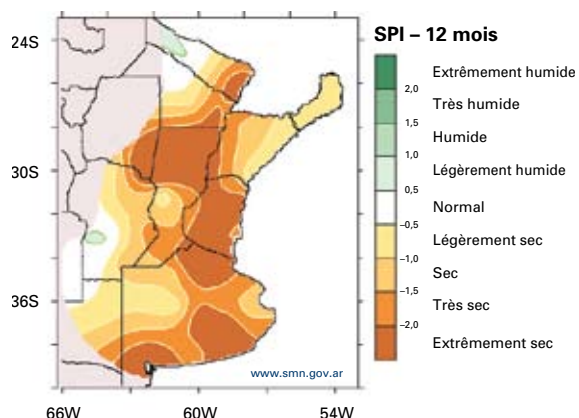 SPI – 12 mois
24S
30S
36S
66W
60W
54W
www.smn.gov.ar
2,0
1,5
1,0
0,5
–0,5
–1,0
–1,5
–2,0
Extrêmement humide
Très humide
Humide
Légèrement humide
Normal
Légèrement sec
Sec
Très sec
Extrêmement sec